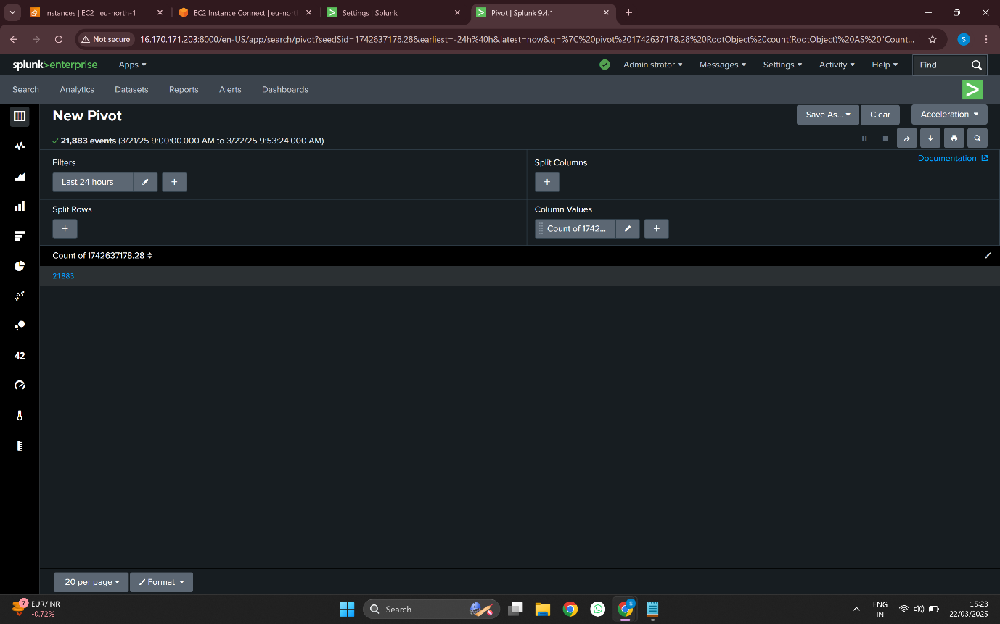 Instances | EC2 | eu-north-1
EC2 Instance Connect | eu-nort
Settings | Splunk
Pivot | Splunk 9.4.1
Not secure
16.170.171.203:8000/en-US/app/search/pivot?seedSid=1742637178.28&earliest=-24h%40h&latest=now&q=%7C%20pivot%201742637178.28%20RootObject%20count(RootObject)%20AS%20"Count...
S
splunk>enterprise
Apps
Administrator
Messages
Settings
Activity
Help
Find
Search
Analytics
Datasets
Reports
Alerts
Dashboards
New Pivot
Save As...
Clear
Acceleration
21,883 events (3/21/25 9:00:00.000 AM to 3/22/25 9:53:24.000 AM)
Documentation
Filters
Last 24 hours
Split Columns
Split Rows
Column Values
Count of 1742...
Count of 1742637178.28
21883
42
20 per page
Format
7
EUR/INR
-0.72%
Search
S
ENG
IN
15:23
22/03/2025